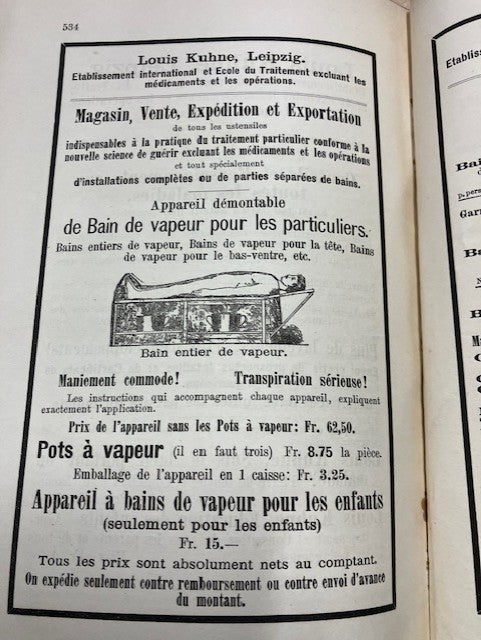 534
Louis Kuhne, Leipzig.
Etablissement international et Ecole du Traitement excluant les
médicaments et les opérations.
Magasin, Vente, Expédition et Exportation
de tous les ustensiles
indispensables à la pratique du traitement particulier conforme à la
nouvelle science de guérir excluant les médicaments et les opérations
et tout spécialement
d'installations complètes ou de parties séparées de bains.
Appareil démontable
de Bain de vapeur pour les particuliers.
Bains entiers de vapeur, Bains de vapeur pour la tête, Bains
de vapeur pour le bas-ventre, etc.
Bain entier de vapeur.
Maniement commode! Transpiration sérieuse!
Les instructions qui accompagnent chaque appareil, expliquent
exactement l'application.
Prix de l'appareil sans les Pots à vapeur: Fr. 62,50.
Pots à vapeur (il en faut trois) Fr. 8.75 la pièce.
Emballage de l'appareil en 1 caisse: Fr. 3.25.
Appareil à bains de vapeur pour les enfants
(seulement pour les enfants)
Fr. 15.—
Tous les prix sont absolument nets au comptant.
On expédie seulement contre remboursement ou contre envoi d'avance
du montant.
Etabliss
Bai
p. pers
Gar
Ba
N
B
Ma